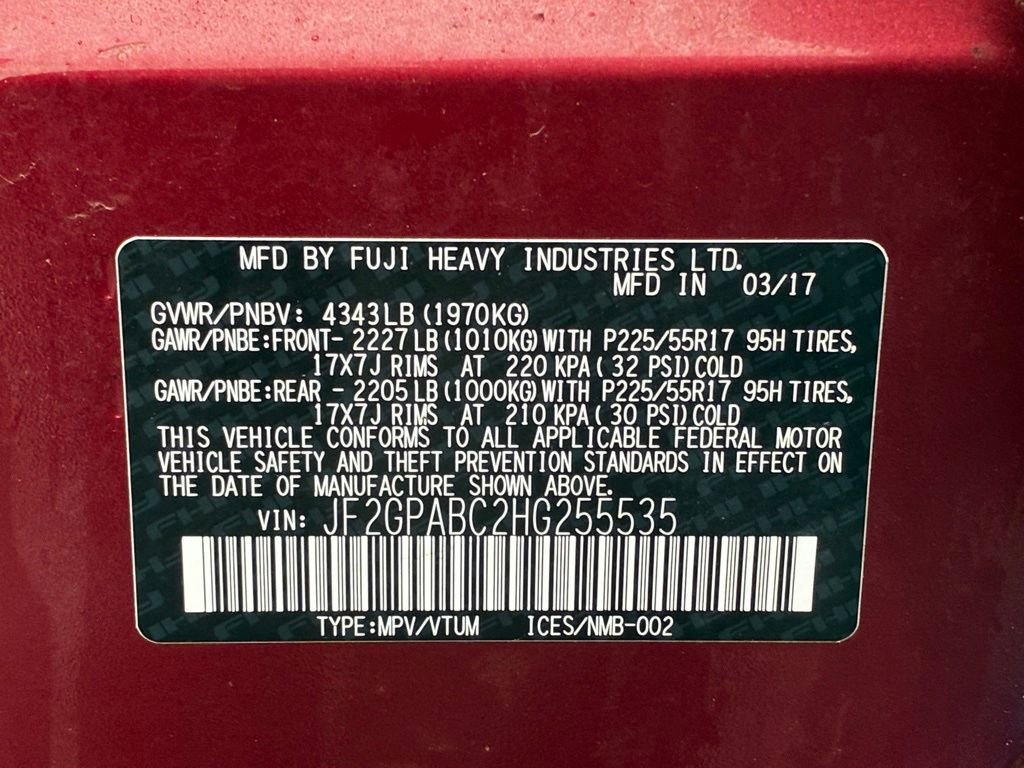 MFD BY FUJI HEAVY INDUSTRIES LTD.
MFD IN 03/17
GVWR/PNBV: 4343LB (1970KG)
GAWR/PNBE:FRONT- 2227LB (1010KG) WITH P225/55R17 95H TIRES,
17X7J RIMS AT 220 KPA ( 32 PSI) COLD
GAWR/PNBE:REAR - 2205LB (1000KG) WITH P225/55R17 95H TIRES,
17X7J RIMS AT 210 KPA ( 30 PSI) COLD
THIS VEHICLE CONFORMS TO ALL APPLICABLE FEDERAL MOTOR
VEHICLE SAFETY AND THEFT PREVENTION STANDARDS IN EFFECT ON
THE DATE OF MANUFACTURE SHOWN ABOVE.
VIN: JF2GPABC2HG255535
TYPE:MPV/VTUM ICES/NMB-002